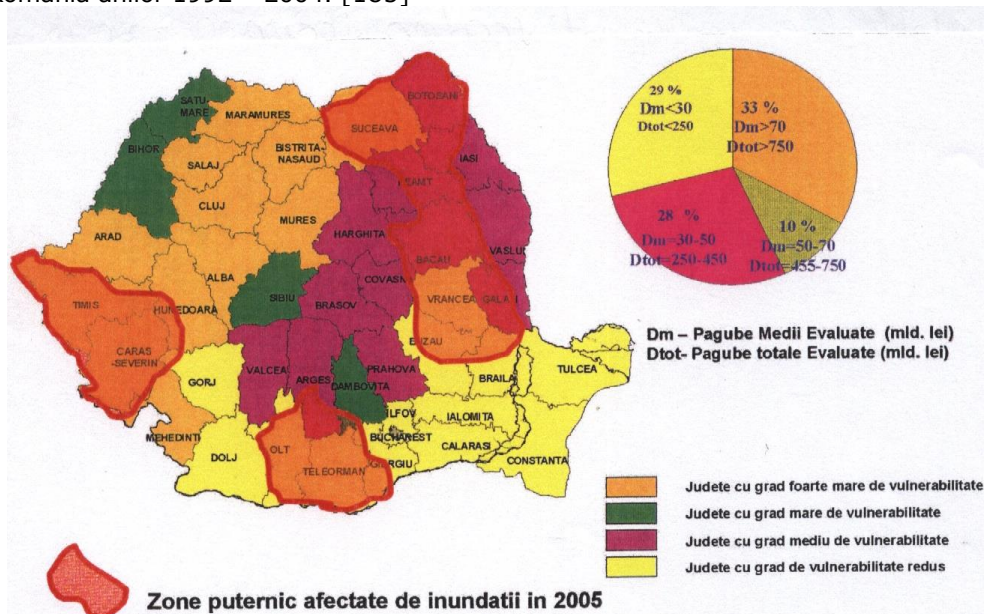 România anilor 1992 – 2004. [185]
SATU-
MARE
MARAMURES
BOTOSANI
SUCEAVA
BIHOR
SALAJ
BISTRITA-
NASAUD
IASI
CLUJ
MURES
HARGHITA
ARAD
ALBA
BACAU
VASLUI
TIMIS
HUNEDOARA
SIBIU
BRASOV
COVASN
VRANCEA
CARAS
-SEVERIN
GORJ
VALCEA
ARGES
DAMBOVITA
PRAHOVA
BRAILA
TULCEA
MEHEDINTI
DOLJ
OLT
TELEORMAN
ILFOV
BUCHAREST
IALOMITA
CALARASI
CONSTANTA
29 %
Dm<30
Dtot<250
33 %
Dm>70
Dtot>750
28 %
Dm=30-50
Dtot=250-450
10 %
Dm=50-70
Dtot=455-750
Dm – Pagube Medii Evaluate (mld. lei)
Dtot- Pagube totale Evaluate (mld. lei)
Judete cu grad foarte mare de vulnerabilitate
Judete cu grad mare de vulnerabilitate
Judete cu grad mediu de vulnerabilitate
Judete cu grad de vulnerabilitate redus
Zone puternic afectate de inundatii in 2005